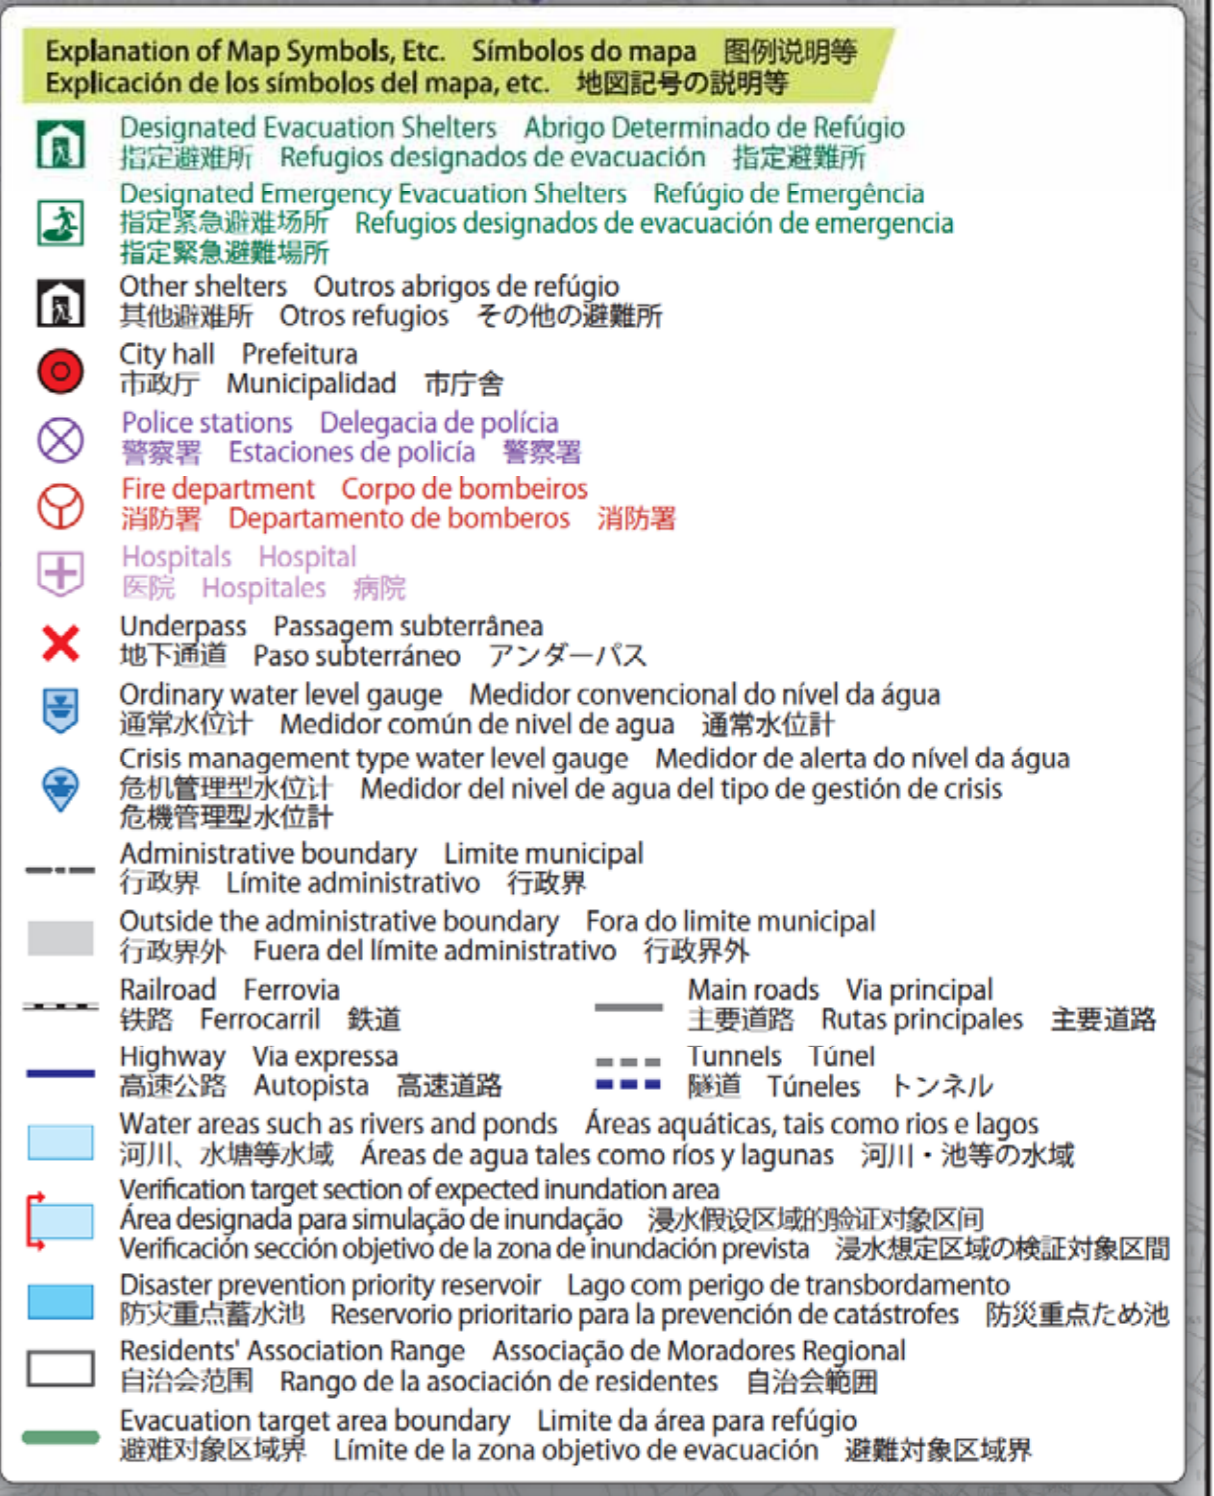 Explanation of Map Symbols, Etc. Símbolos do mapa 图例说明等
Explicación de los símbolos del mapa, etc. 地図記号の説明等
Designated Evacuation Shelters Abrigo Determinado de Refúgio
指定避难所 Refugios designados de evacuación 指定避難所
Designated Emergency Evacuation Shelters Refúgio de Emergência
指定紧急避难场所 Refugios designados de evacuación de emergencia
指定緊急避難場所
Other shelters Outros abrigos de refúgio
其他避难所 Otros refugios その他の避難所
City hall Prefeitura
市政厅 Municipalidad 市庁舎
Police stations Delegacia de polícia
警察署 Estaciones de policía 警察署
Fire department Corpo de bombeiros
消防署 Departamento de bomberos 消防署
Hospitals Hospital
医院 Hospitales 病院
Underpass Passagem subterrânea
地下通道 Paso subterráneo アンダーパス
Ordinary water level gauge Medidor convencional do nível da água
通常水位计 Medidor común de nivel de agua 通常水位計
Crisis management type water level gauge Medidor de alerta do nível da água
危机管理型水位计 Medidor del nivel de agua del tipo de gestión de crisis
危機管理型水位計
Administrative boundary Limite municipal
行政界 Límite administrativo 行政界
Outside the administrative boundary Fora do limite municipal
行政界外 Fuera del límite administrativo 行政界外
Railroad Ferrovia Main roads Via principal
铁路 Ferrocarril 鉄道 主要道路 Rutas principales 主要道路
Highway Via expressa Tunnels Túnel
高速公路 Autopista 高速道路 隧道 Túneles トンネル
Water areas such as rivers and ponds Áreas aquáticas, tais como rios e lagos
河川、水塘等水域 Áreas de agua tales como ríos y lagunas 河川・池等の水域
Verification target section of expected inundation area
Área designada para simulação de inundação 浸水假设区域的验证对象区间
Verificación sección objetivo de la zona de inundación prevista 浸水想定区域の検証対象区間
Disaster prevention priority reservoir Lago com perigo de transbordamento
防灾重点蓄水池 Reservorio prioritario para la prevención de catástrofes 防災重点ため池
Residents' Association Range Associação de Moradores Regional
自治会范围 Rango de la asociación de residentes 自治会範囲
Evacuation target area boundary Limite da área para refúgio
避难对象区域界 Límite de la zona objetivo de evacuación 避難対象区域界